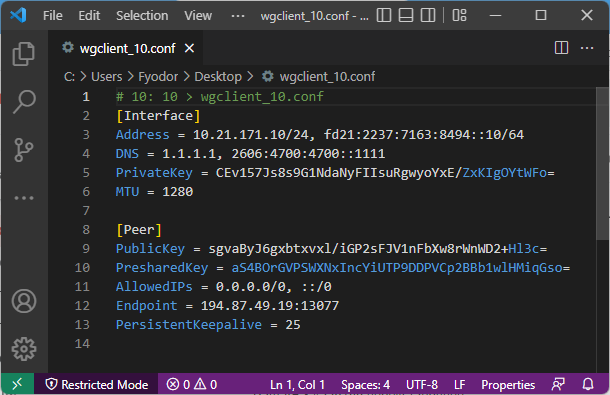 File Edit Selection wgclient_10.conf - ...
wgclient_10.conf
C: > Users > Fyodor > Desktop > wgclient_10.conf
1 # 10: 10 > wgclient_10.conf
2 [Interface]
3 Address = 10.21.171.10/24, fd21:2237:7163:8494::10/64
4 DNS = 1.1.1.1, 2606:4700:4700::1111
5 PrivateKey = CEv157Js8s9G1NdaNyFIIsuRgwyoYxE/ZxKIgOYtWFo=
6 MTU = 1280
7
8 [Peer]
9 PublicKey = sgvaByJ6gxbtxvxl/iGP2sFJV1nFbXw8rWnWD2+Hl3c=
10 PresharedKey = aS4BOrGVPSWXNxIncYiUTP9DDPVCp2BBb1wlHMiqGso=
11 AllowedIPs = 0.0.0.0/0, ::/0
12 Endpoint = 194.87.49.19:13077
13 PersistentKeepalive = 25
14
Restricted Mode 0 0 Ln 1, Col 1 Spaces: 4 UTF-8 LF Properties